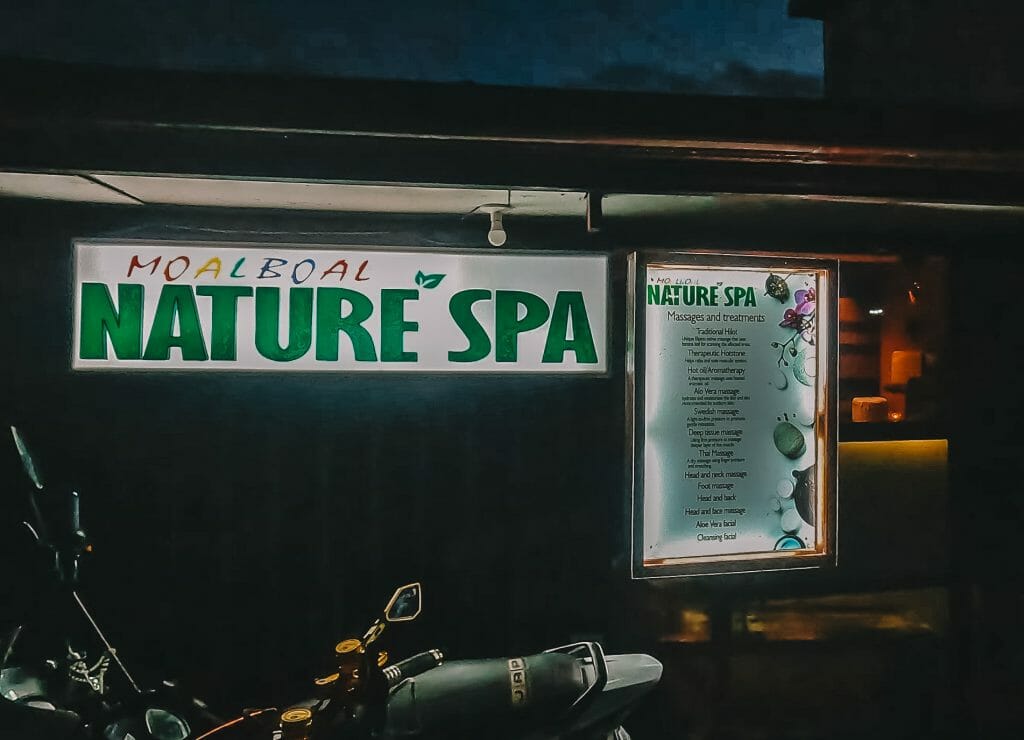 MOALBOAL
NATURE SPA
MOALBOAL
NATURE SPA
Massages and treatments
Traditional Hilot
Therapeutic Hotstone
Hot oil/Aromatherapy
Alo Vera massage
Swedish massage
Deep tissue massage
Thai Massage
Head and neck massage
Foot massage
Head and back
Head and face massage
Aloe Vera facial
Cleansing facial